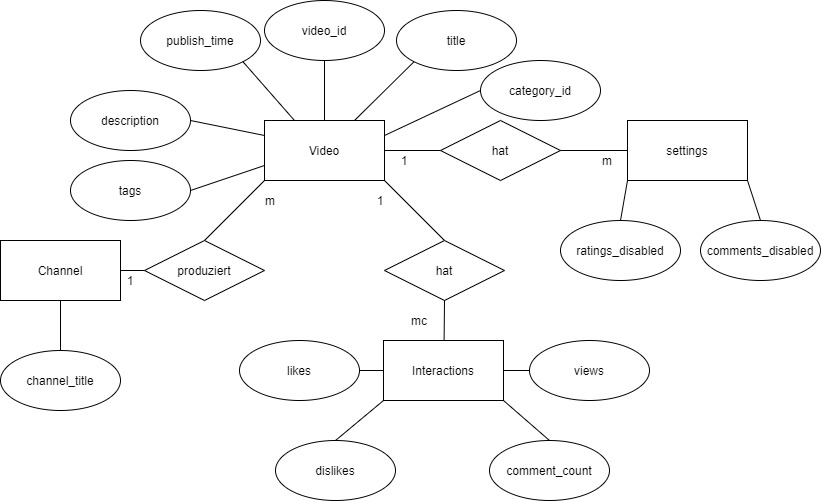 video_id
publish_time
title
category_id
description
Video
hat
settings
1
m
tags
m
1
ratings_disabled
comments_disabled
Channel
1
produziert
hat
mc
channel_title
likes
Interactions
views
dislikes
comment_count